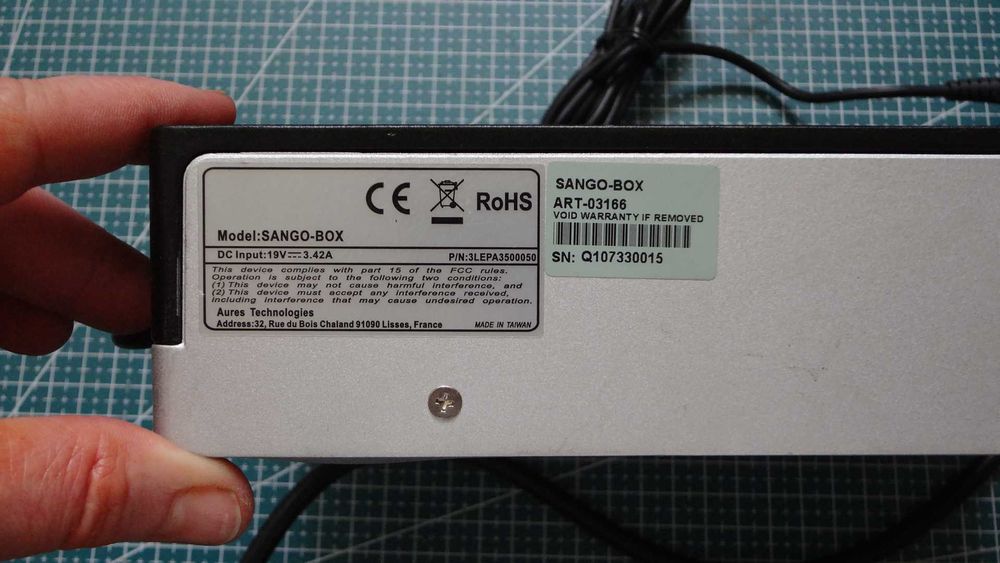 CE RoHS
Model:SANGO-BOX
DC Input:19V⎓3.42A P/N:3LEPA3500050
This device complies with part 15 of the FCC rules.
Operation is subject to the following two conditions:
(1) This device may not cause harmful interference, and
(2) This device must accept any interference received,
including interference that may cause undesired operation.
Aures Technologies
Address:32, Rue du Bois Chaland 91090 Lisses, France MADE IN TAIWAN
SANGO-BOX
ART-03166
VOID WARRANTY IF REMOVED
SN: Q107330015